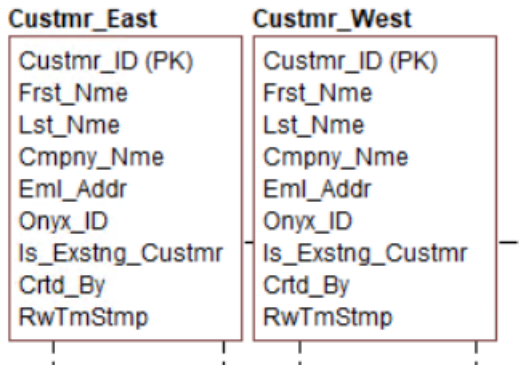 Custmr_East
Custmr_ID (PK)
Frst_Nme
Lst_Nme
Cmpny_Nme
Eml_Addr
Onyx_ID
Is_Exstng_Custmr
Crtd_By
RwTmStmp
Custmr_West
Custmr_ID (PK)
Frst_Nme
Lst_Nme
Cmpny_Nme
Eml_Addr
Onyx_ID
Is_Exstng_Custmr
Crtd_By
RwTmStmp